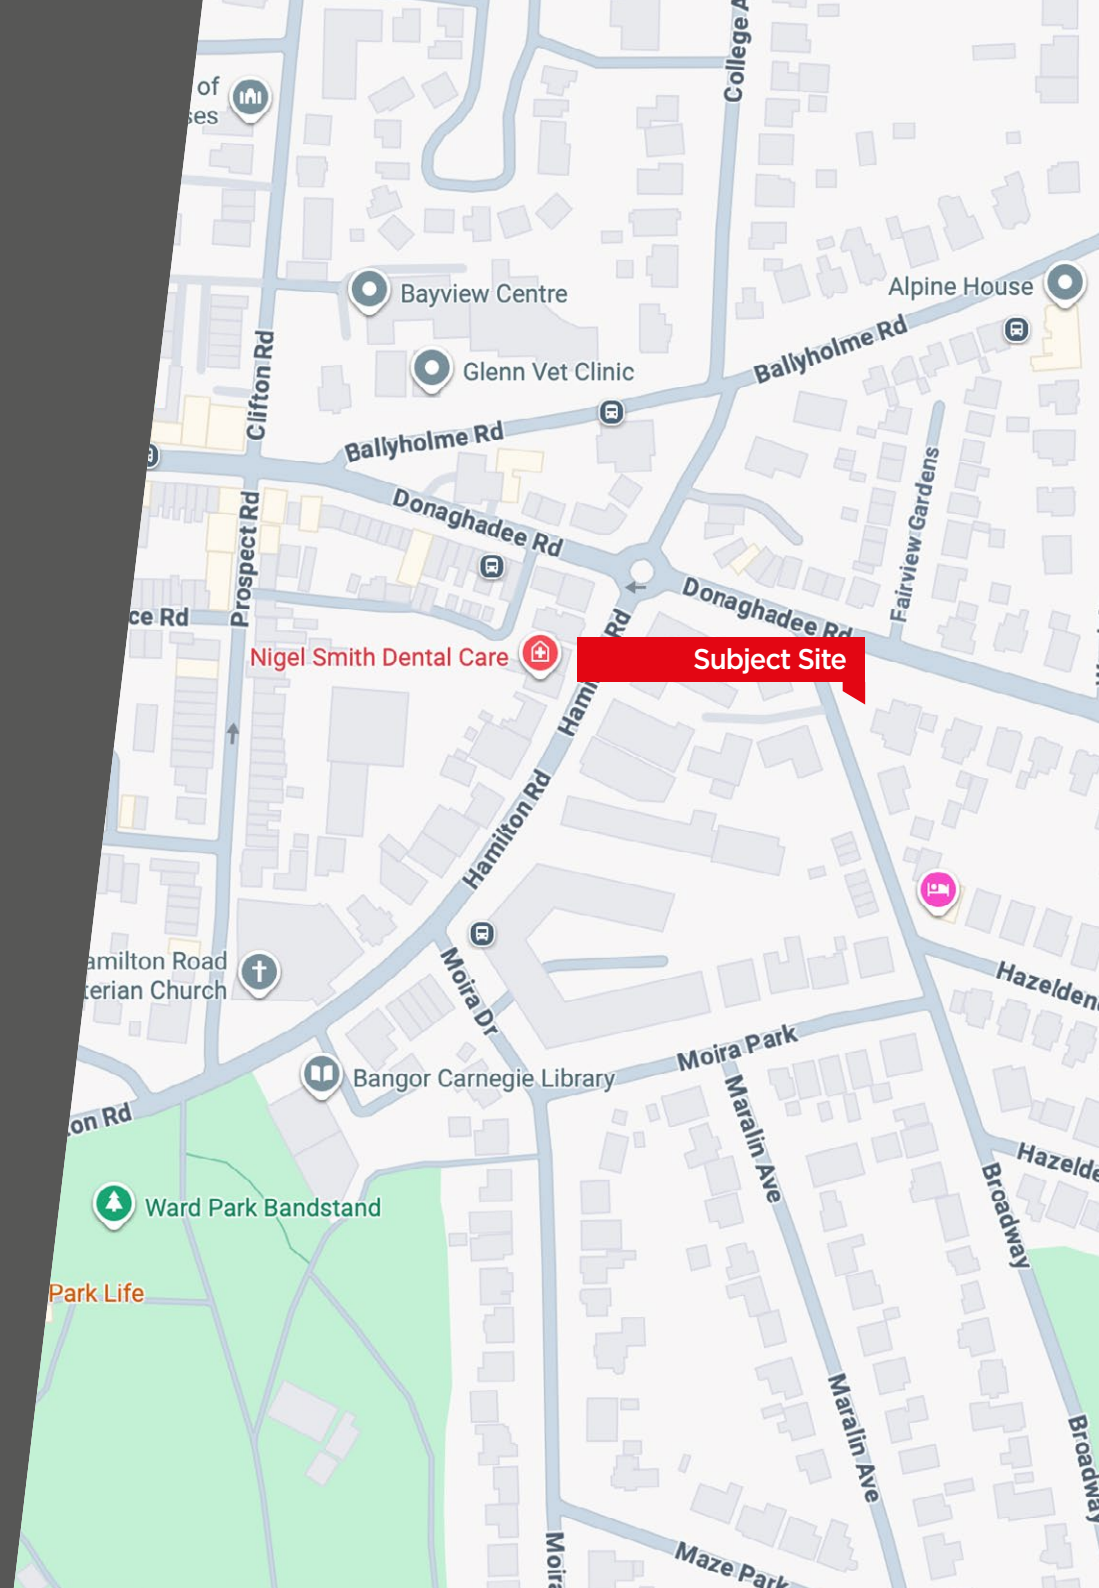 of
ses
College A
Bayview Centre
Alpine House
Ballyholme Rd
Glenn Vet Clinic
Clifton Rd
Ballyholme Rd
Donaghadee Rd
Fairview Gardens
Prospect Rd
Donaghadee Rd
ce Rd
Nigel Smith Dental Care
Rd
Subject Site
Hami
Hamilton Rd
amilton Road
terian Church
Moira Dr
Hazelden
Moira Park
Bangor Carnegie Library
Maralin Ave
on Rd
Hazelde
Broadway
Ward Park Bandstand
Park Life
Maralin Ave
Broadway
Moira
Maze Park